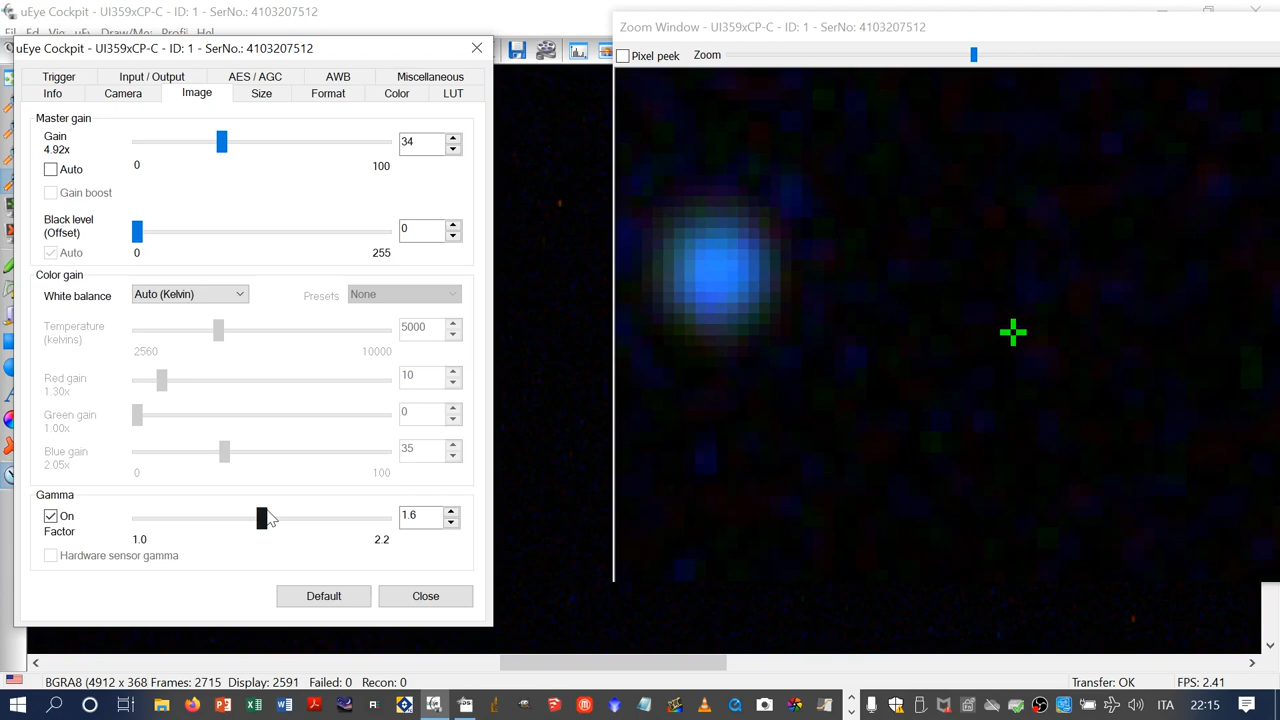 uEye Cockpit - UI359xCP-C - ID: 1 - SerNo.: 4103207512
Zoom Window - UI359xCP-C - ID: 1 - SerNo.: 4103207512
uEye Cockpit - UI359xCP-C - ID: 1 - SerNo.: 4103207512
Pixel peek Zoom
Trigger Input / Output AES / AGC AWB Miscellaneous
Info Camera Image Size Format Color LUT
Master gain
Gain
4.92x
34
0 100
Auto
Gain boost
Black level
(Offset)
0
Auto
0 255
Color gain
White balance Auto (Kelvin) Presets None
Temperature
(kelvins)
5000
2560 10000
Red gain
1.30x
10
Green gain
1.00x
0
Blue gain
2.05x
35
0 100
Gamma
On
Factor
1.6
1.0 2.2
Hardware sensor gamma
Default Close
BGRA8 (4912 x 368 Frames: 2715 Display: 2591 Failed: 0 Recon: 0 Transfer: OK FPS: 2.41
ITA 22:15